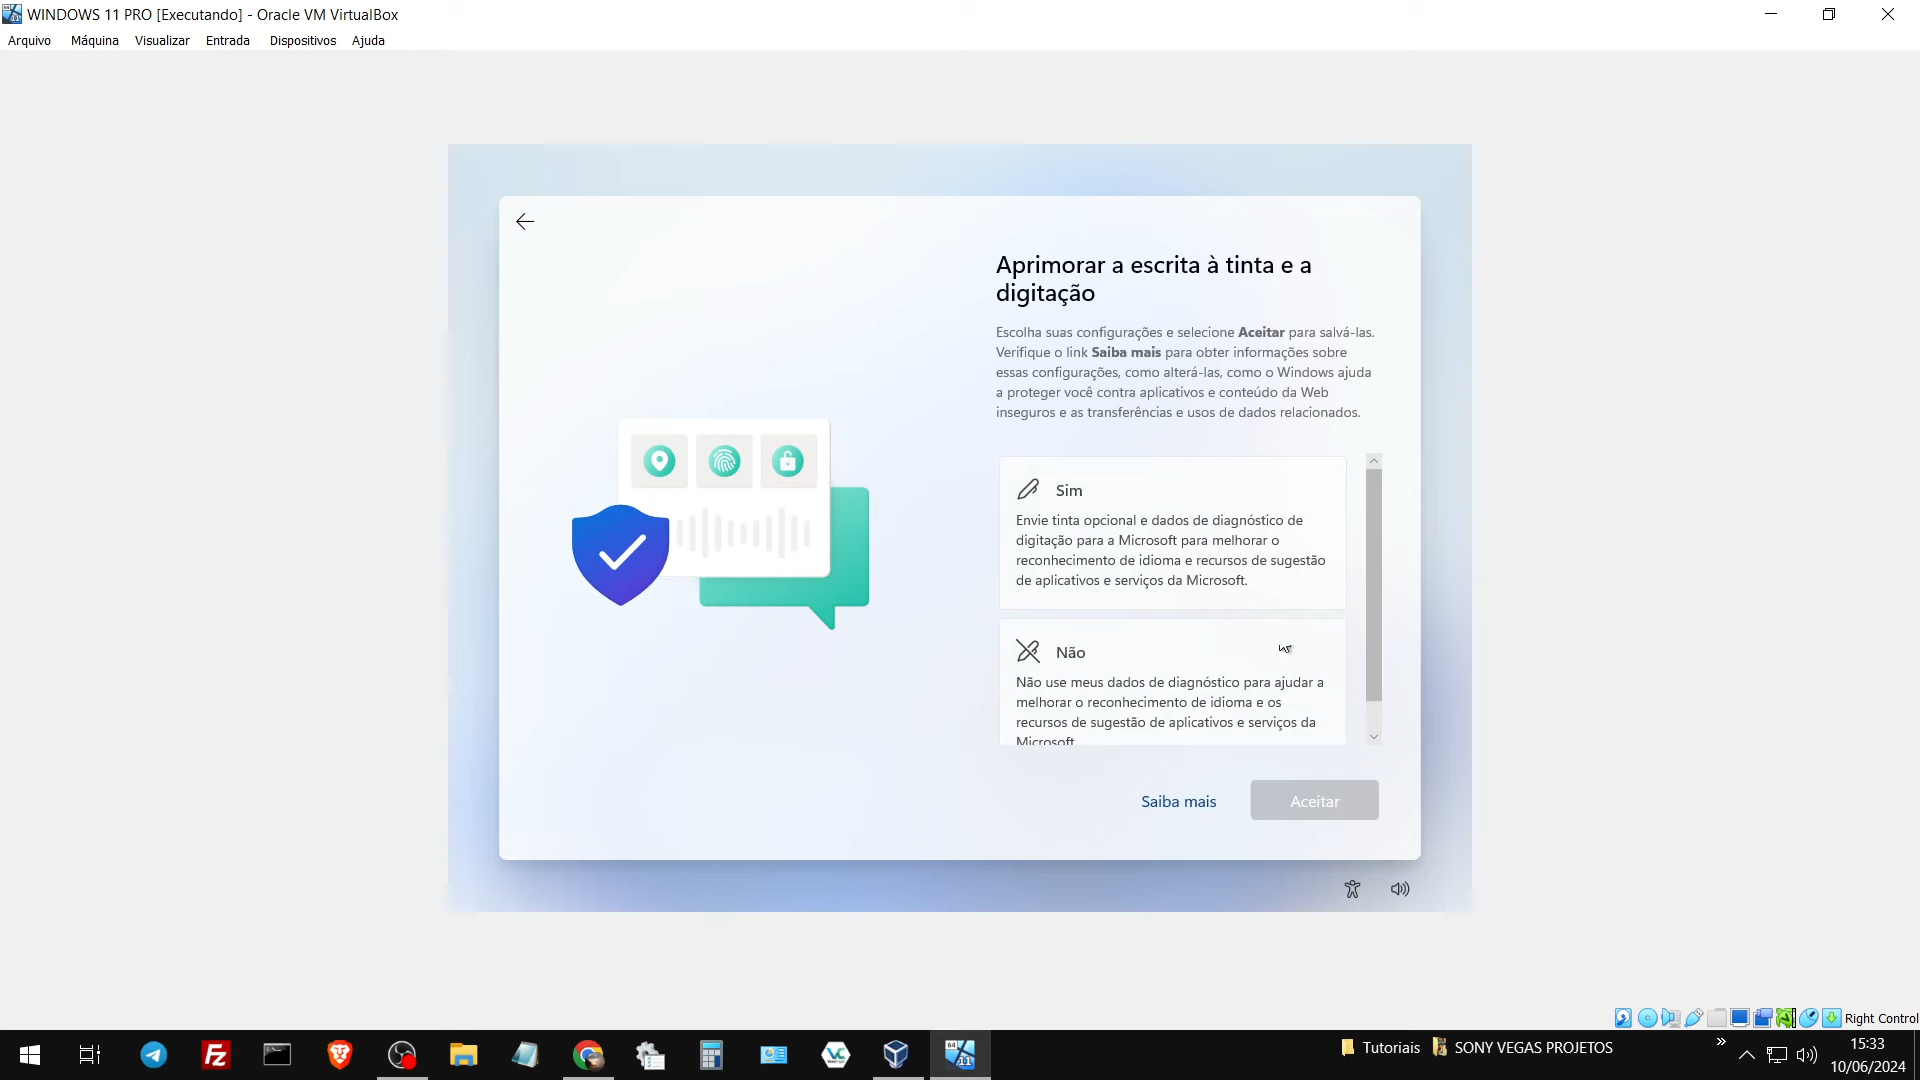 WINDOWS 11 PRO [Executando] - Oracle VM VirtualBox
Arquivo Máquina Visualizar Entrada Dispositivos Ajuda
Aprimorar a escrita à tinta e a
digitação
Escolha suas configurações e selecione Aceitar para salvá-las.
Verifique o link Saiba mais para obter informações sobre
essas configurações, como alterá-las, como o Windows ajuda
a proteger você contra aplicativos e conteúdo da Web
inseguros e as transferências e usos de dados relacionados.
Sim
Envie tinta opcional e dados de diagnóstico de
digitação para a Microsoft para melhorar o
reconhecimento de idioma e recursos de sugestão
de aplicativos e serviços da Microsoft.
Não
Não use meus dados de diagnóstico para ajudar a
melhorar o reconhecimento de idioma e os
recursos de sugestão de aplicativos e serviços da
Microsoft
Saiba mais
Aceitar
Right Control
Tutoriais
SONY VEGAS PROJETOS
15:33
10/06/2024